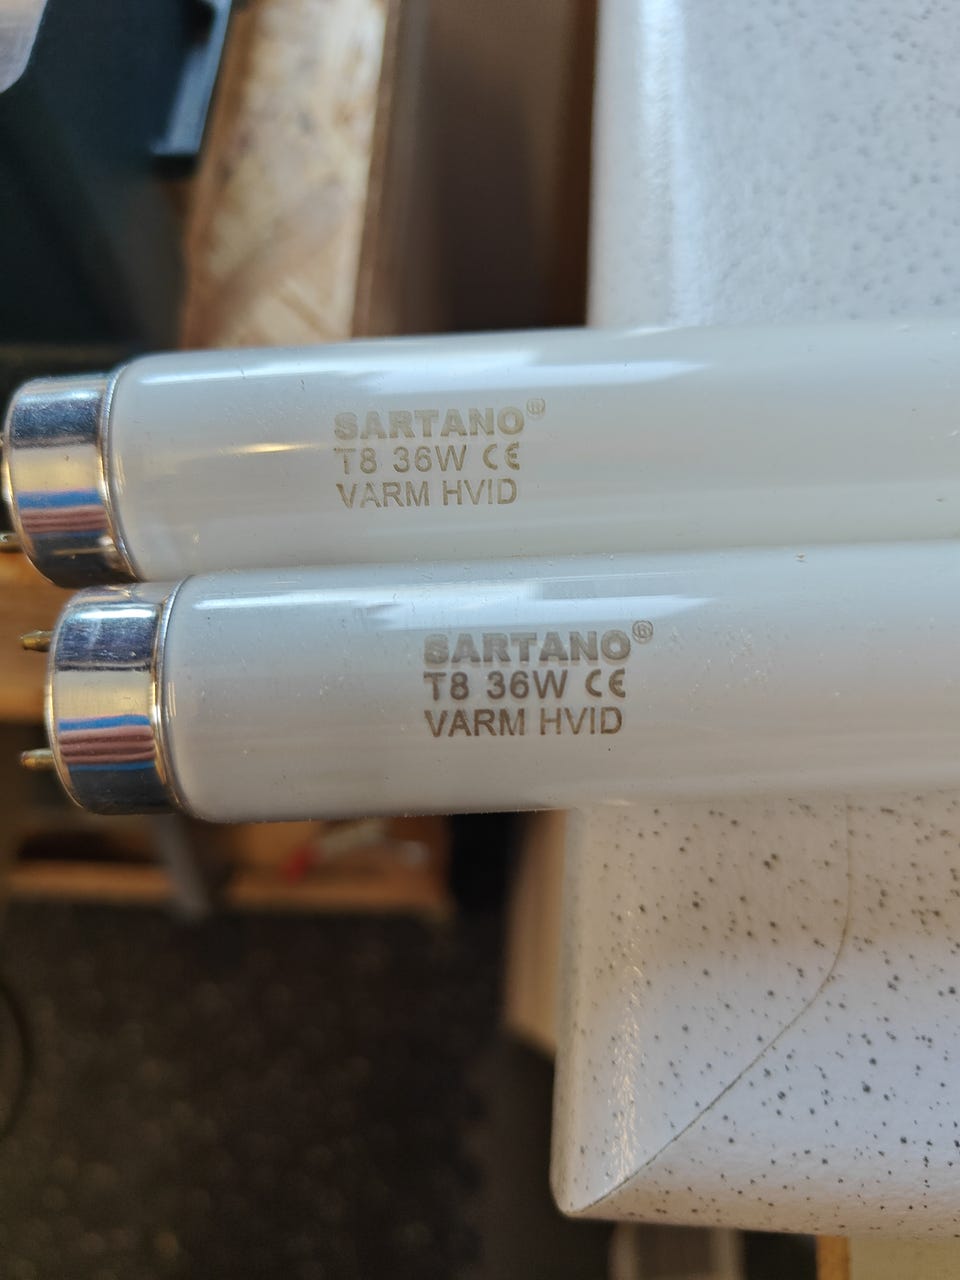 SARTANO®
T8 36W CE
VARM HVID
SARTANO®
T8 36W CE
VARM HVID